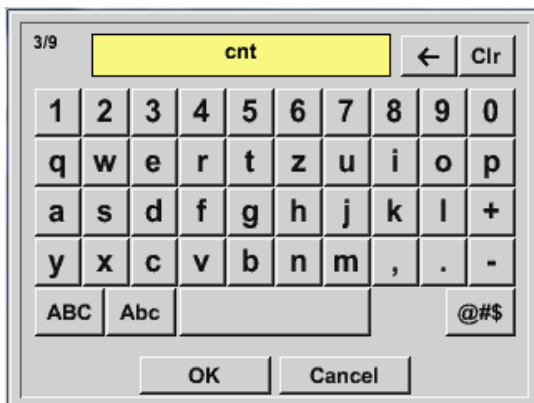 3/9 cnt ← Clr
1 2 3 4 5 6 7 8 9 0
q w e r t z u i o p
a s d f g h j k l +
y x c v b n m , . -
ABC Abc @#$
OK Cancel